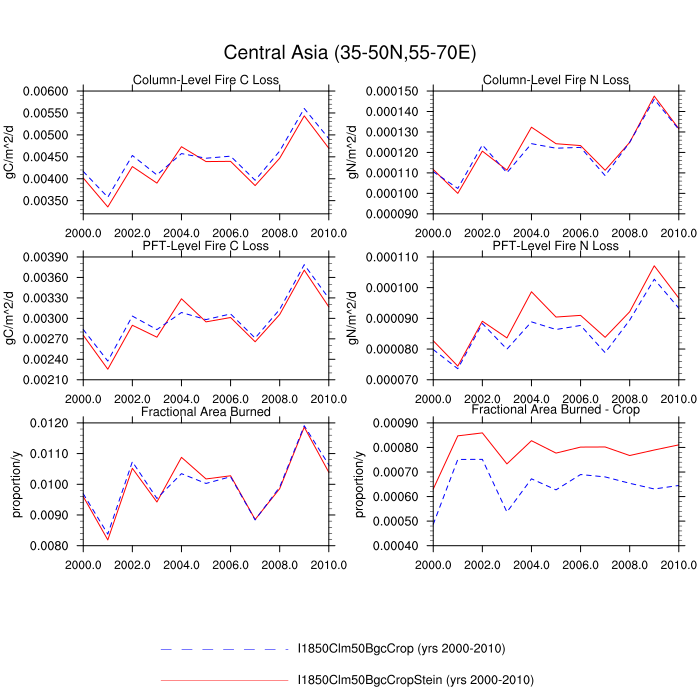 Central Asia (35-50N,55-70E)
Column-Level Fire C Loss
gC/m^2/d
0.00600
0.00550
0.00500
0.00450
0.00400
0.00350
2000.0 2002.0 2004.0 2006.0 2008.0 2010.0
Column-Level Fire N Loss
gN/m^2/d
0.000150
0.000140
0.000130
0.000120
0.000110
0.000100
0.000090
2000.0 2002.0 2004.0 2006.0 2008.0 2010.0
PFT-Level Fire C Loss
gC/m^2/d
0.00390
0.00360
0.00330
0.00300
0.00270
0.00240
0.00210
2000.0 2002.0 2004.0 2006.0 2008.0 2010.0
PFT-Level Fire N Loss
gN/m^2/d
0.000110
0.000100
0.000090
0.000080
0.000070
2000.0 2002.0 2004.0 2006.0 2008.0 2010.0
Fractional Area Burned
proportion/y
0.0120
0.0110
0.0100
0.0090
0.0080
2000.0 2002.0 2004.0 2006.0 2008.0 2010.0
Fractional Area Burned - Crop
proportion/y
0.00090
0.00080
0.00070
0.00060
0.00050
0.00040
2000.0 2002.0 2004.0 2006.0 2008.0 2010.0
I1850Clm50BgcCrop (yrs 2000-2010)
I1850Clm50BgcCropStein (yrs 2000-2010)